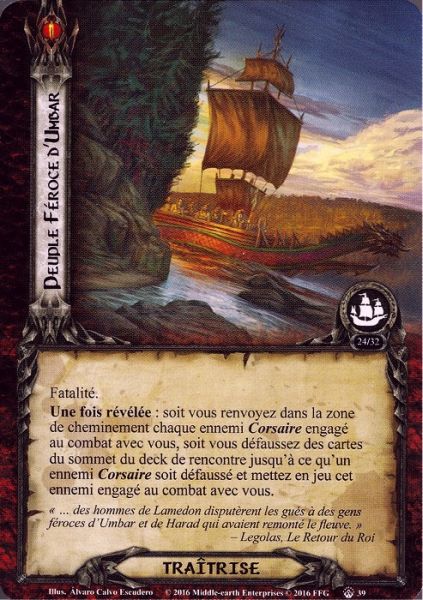 PEUPLE FÉROCE D'UMBAR
24/32
Fatalité.
Une fois révélée : soit vous renvoyez dans la zone
de cheminement chaque ennemi Corsaire engagé
au combat avec vous, soit vous défaussez des cartes
du sommet du deck de rencontre jusqu'à ce qu'un
ennemi Corsaire soit défaussé et mettez en jeu cet
ennemi engagé au combat avec vous.
« ... des hommes de Lamedon disputèrent les gués à des gens
féroces d'Umbar et de Harad qui avaient remonté le fleuve. »
– Legolas, Le Retour du Roi
TRAÎTRISE
Illus. Álvaro Calvo Escudero © 2016 Middle-earth Enterprises © 2016 FFG 39